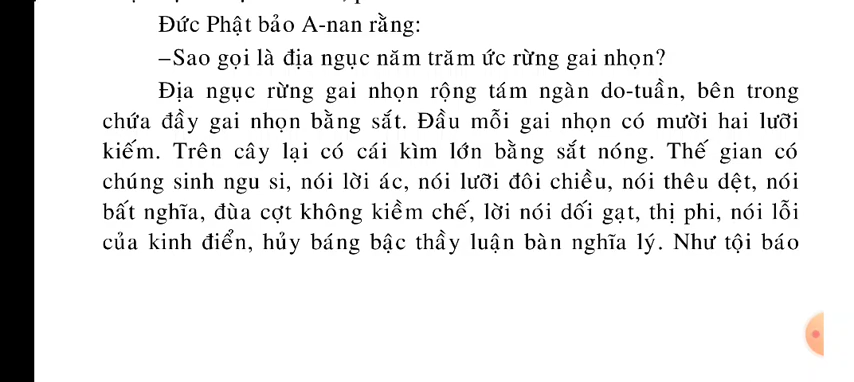 Đức Phật bảo A-nan rằng:
–Sao gọi là địa ngục năm trăm ức rừng gai nhọn?
Địa ngục rừng gai nhọn rộng tám ngàn do-tuần, bên trong
chứa đầy gai nhọn bằng sắt. Đầu mỗi gai nhọn có mười hai lưỡi
kiếm. Trên cây lại có cái kìm lớn bằng sắt nóng. Thế gian có
chúng sinh ngu si, nói lời ác, nói lưỡi đôi chiều, nói thêu dệt, nói
bất nghĩa, đùa cợt không kiềm chế, lời nói dối gạt, thị phi, nói lỗi
của kinh điển, hủy báng bậc thầy luận bàn nghĩa lý. Như tội báo